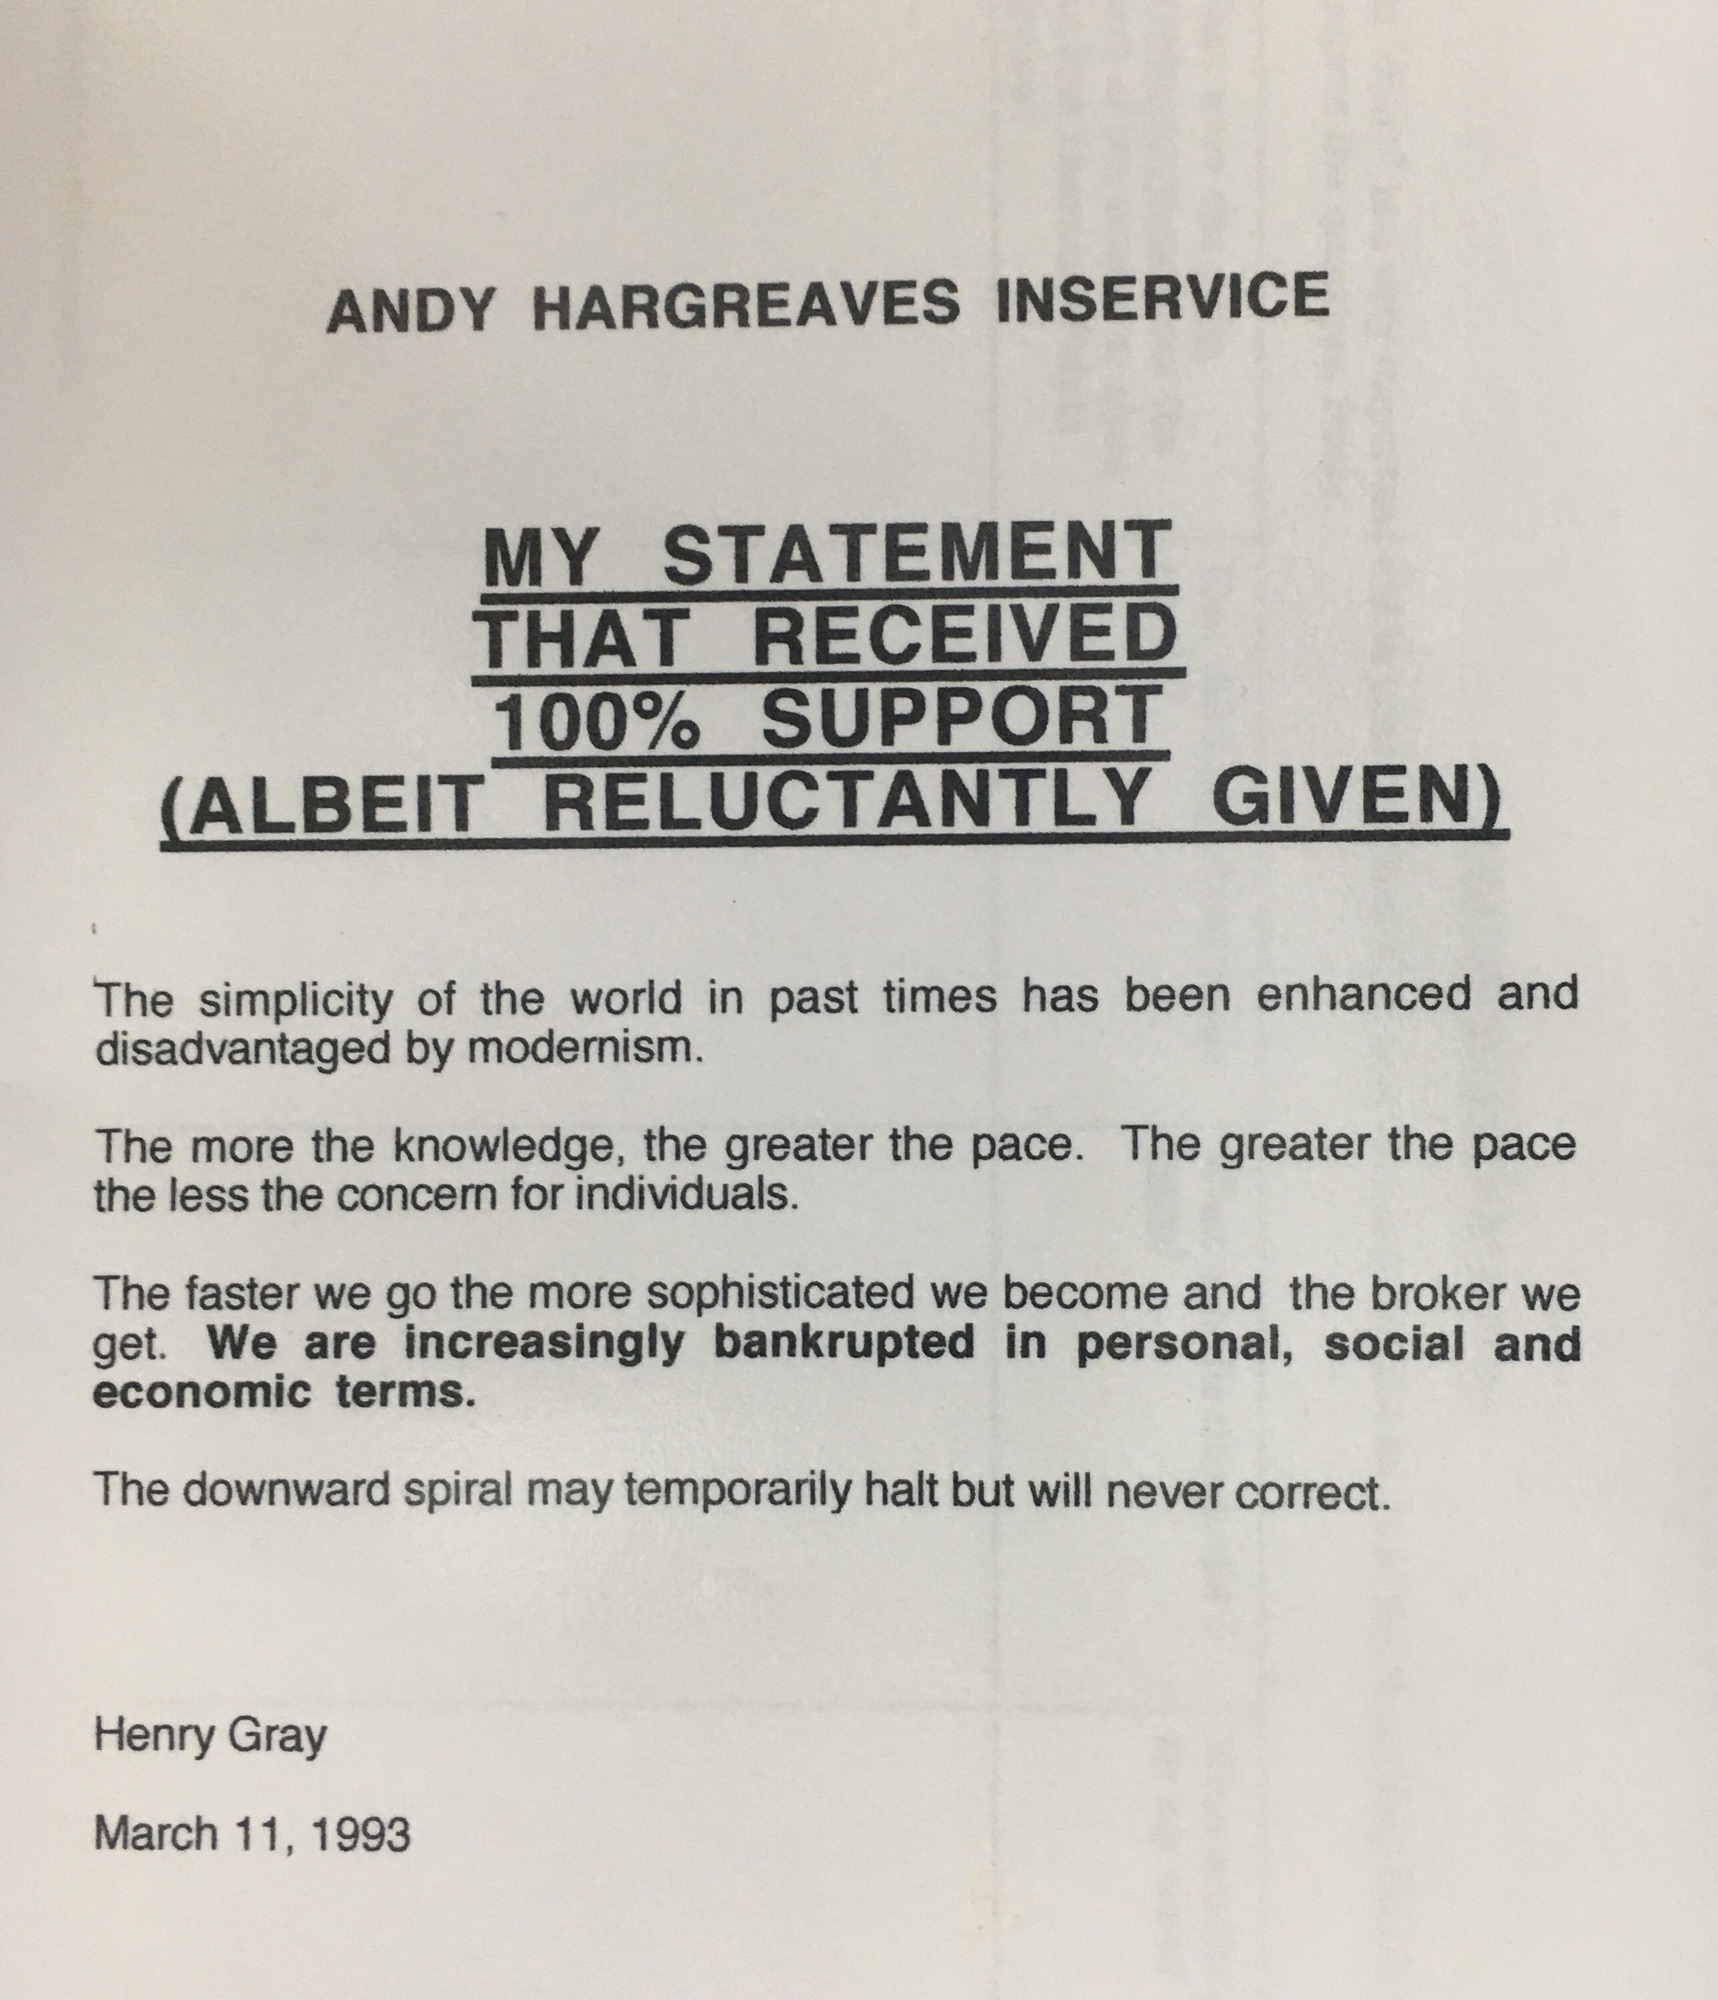 ANDY HARGREAVES INSERVICE
MY STATEMENT
THAT RECEIVED
100% SUPPORT
(ALBEIT RELUCTANTLY GIVEN)
The simplicity of the world in past times has been enhanced and
disadvantaged by modernism.
The more the knowledge, the greater the pace. The greater the pace
the less the concern for individuals.
The faster we go the more sophisticated we become and the broker we
get. We are increasingly bankrupted in personal, social and
economic terms.
The downward spiral may temporarily halt but will never correct.
Henry Gray
March 11, 1993